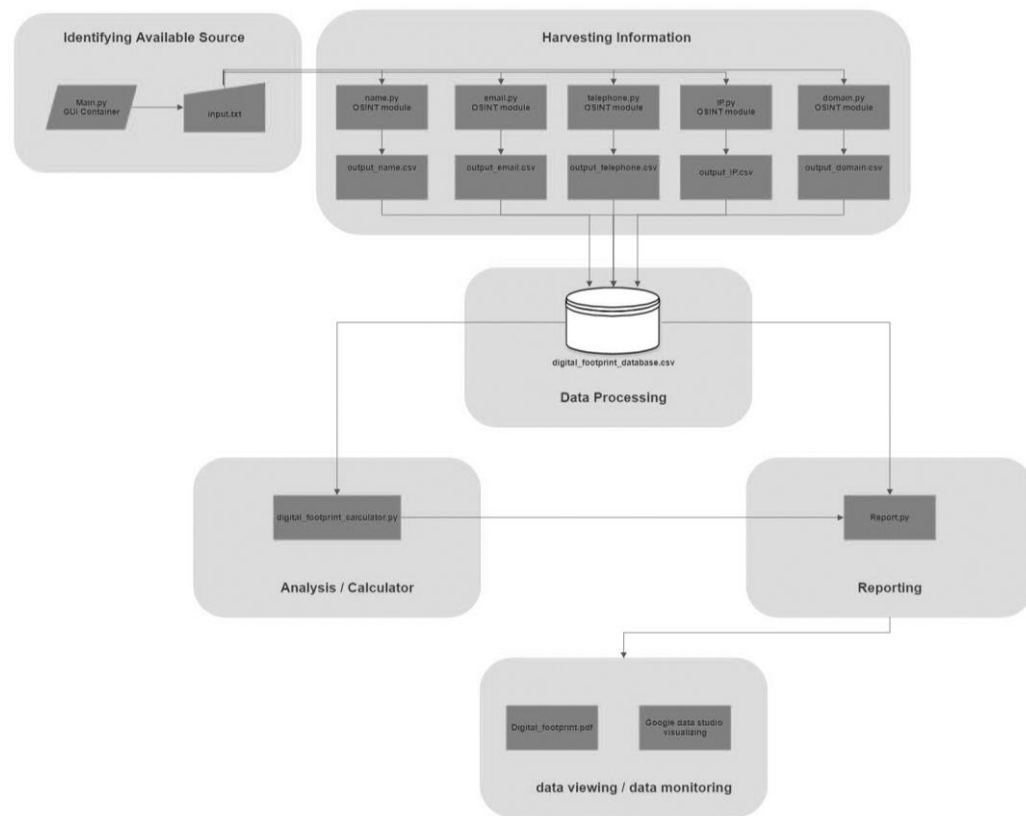 Identifying Available Source
Harvesting Information
Main.py
GUI Container
input.txt
name.py
OSINT module
email.py
OSINT module
telephone.py
OSINT module
IP.py
OSINT module
domain.py
OSINT module
output_name.csv
output_email.csv
output_telephone.csv
output_IP.csv
output_domain.csv
digital_footprint_database.csv
Data Processing
digital_footprint_calculator.py
Report.py
Analysis / Calculator
Reporting
Digital_footprint.pdf
Google data studio
visualizing
data viewing / data monitoring